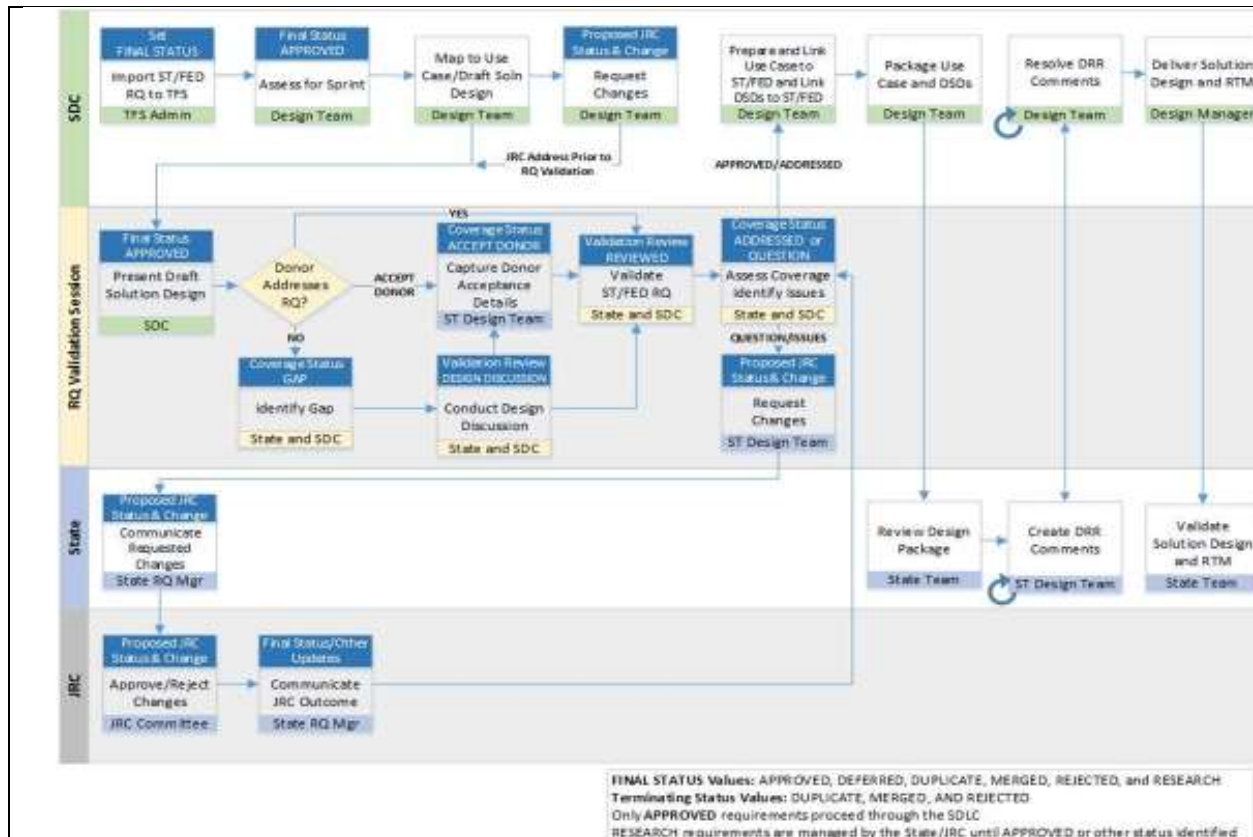 SDC
Set
FINAL STATUS
Import ST/FED
RQ to TFS
TFS Admin
Final Status
APPROVED
Assess for Sprint
Design Team
Map to Use
Case/Draft Soln
Design
Design Team
Proposed JRC
Status & Change
Request
Changes
Design Team
Prepare and Link
Use Case to
ST/FED and Link
DSDs to ST/FED
Design Team
Package Use
Case and DSDs
Design Team
Resolve DRR
Comments
Design Team
Deliver Solution
Design and RTM
Design Manager
JRC Address Prior to
RQ Validation
APPROVED/ADDRESSED
RQ Validation Session
YES
Final Status
APPROVED
Present Draft
Solution Design
SDC
Donor
Addresses
RQ?
ACCEPT
DONOR
NO
Coverage Status
ACCEPT DONOR
Capture Donor
Acceptance
Details
ST Design Team
Validation Review
REVIEWED
Validate
ST/FED RQ
State and SDC
Coverage Status
ADDRESSED or
QUESTION
Assess Coverage
Identify Issues
State and SDC
QUESTION/ISSUES
Coverage Status
GAP
Identify Gap
State and SDC
Validation Review
DESIGN DISCUSSION
Conduct Design
Discussion
State and SDC
Proposed JRC
Status & Change
Request
Changes
ST Design Team
State
Proposed JRC
Status & Change
Communicate
Requested
Changes
State RQ Mgr
Review Design
Package
State Team
Create DRR
Comments
ST Design Team
Validate
Solution Design
and RTM
State Team
JRC
Proposed JRC
Status & Change
Approve/Reject
Changes
JRC Committee
Final Status/Other
Updates
Communicate
JRC Outcome
State RQ Mgr
FINAL STATUS Values: APPROVED, DEFERRED, DUPLICATE, MERGED, REJECTED, and RESEARCH
Terminating Status Values: DUPLICATE, MERGED, AND REJECTED
Only APPROVED requirements proceed through the SDLC
RESEARCH requirements are managed by the State/JRC until APPROVED or other status identified